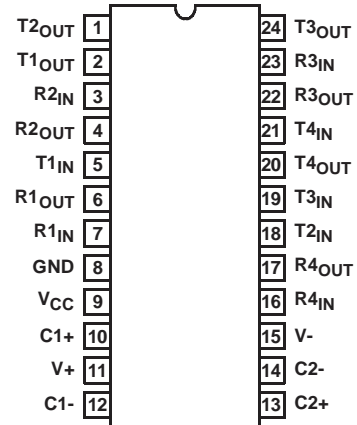 T2OUT 1 24 T3OUT
T1OUT 2 23 R3IN
R2IN 3 22 R3OUT
R2OUT 4 21 T4IN
T1IN 5 20 T4OUT
R1OUT 6 19 T3IN
R1IN 7 18 T2IN
GND 8 17 R4OUT
VCC 9 16 R4IN
C1+ 10 15 V-
V+ 11 14 C2-
C1- 12 13 C2+